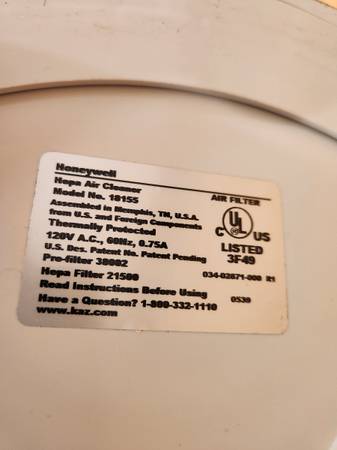 Honeywell
Hepa Air Cleaner
Model No. 18155
Assembled in Memphis, TN, U.S.A.
from U.S. and Foreign Components
Thermally Protected
120V A.C., 60Hz, 0.75A
U.S. Des. Patent No. Patent Pending
Pre-filter 38002
Hepa Filter 21500
Read Instructions Before Using
Have a Question? 1-800-332-1110
www.kaz.com
AIR FILTER
C UL US
LISTED
3F49
034-02871-000 R1
0539